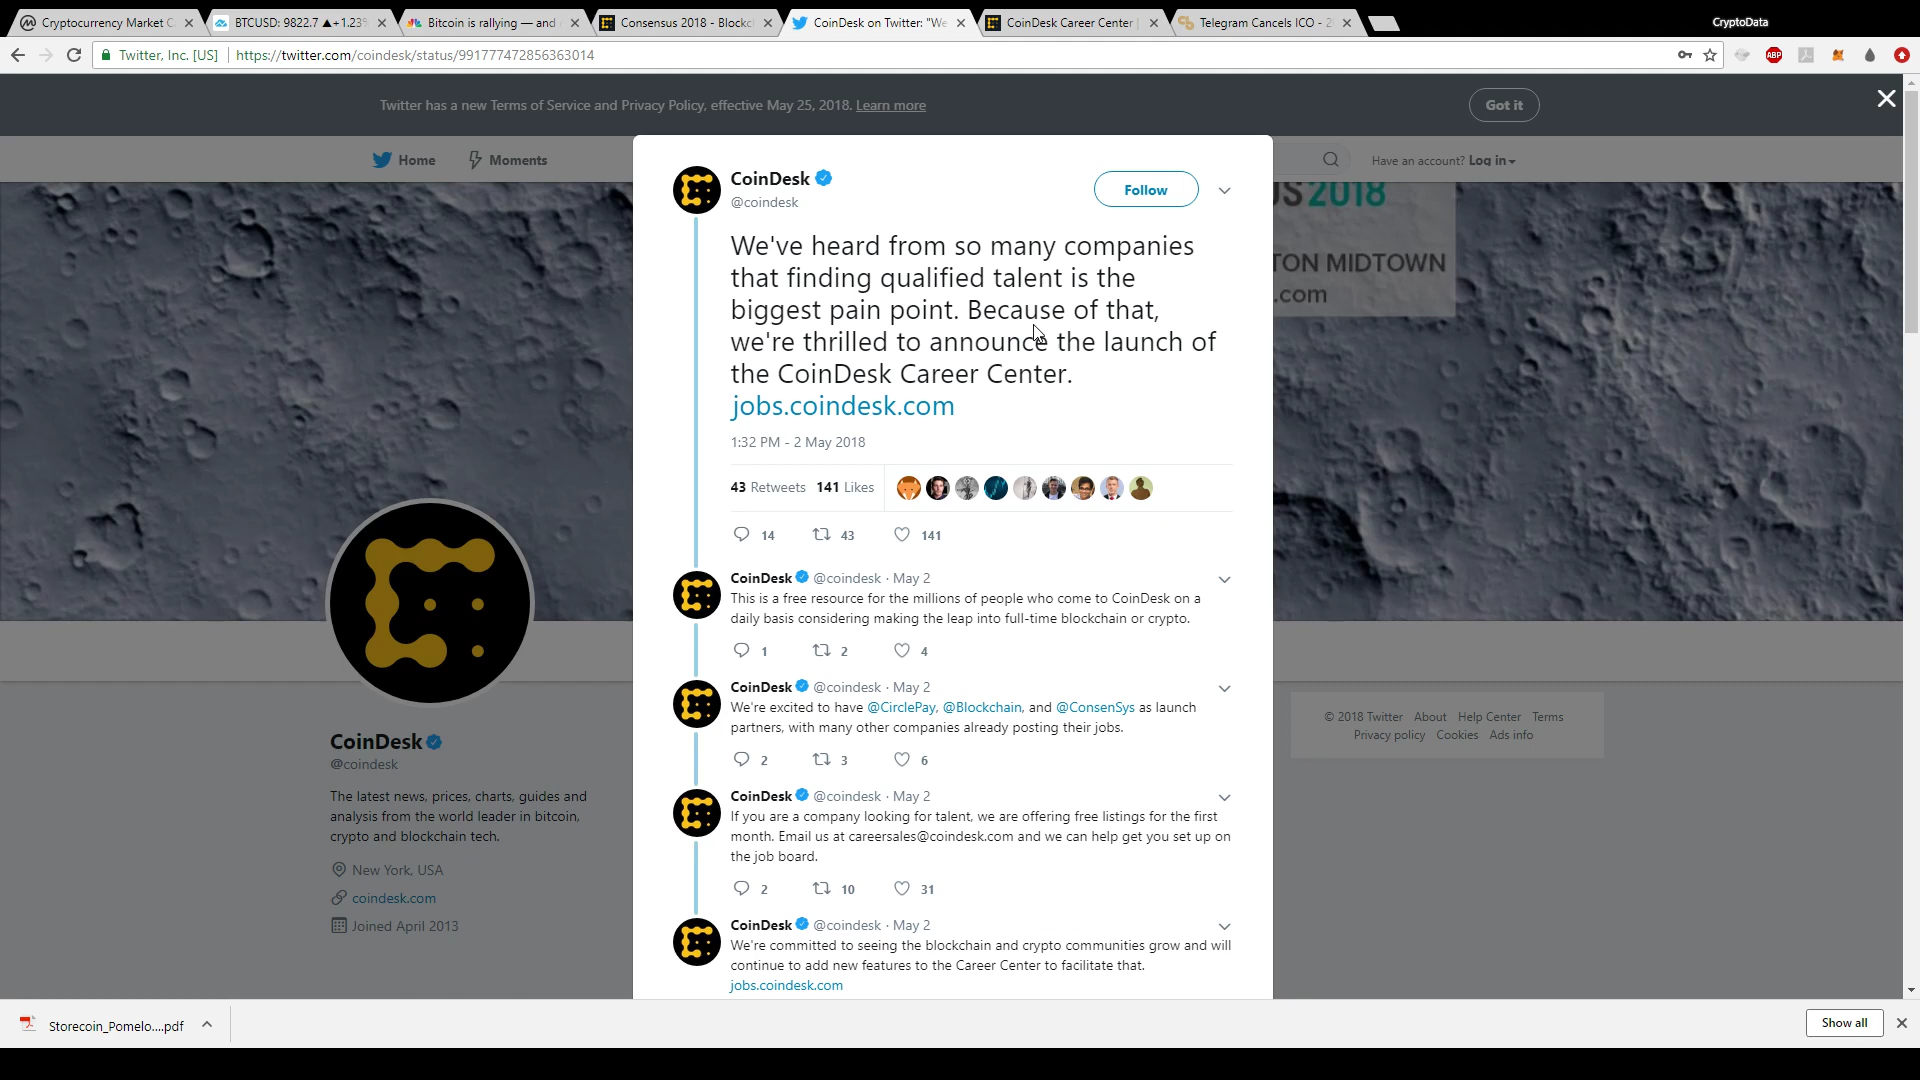 Cryptocurrency Market C
BTCUSD: 9822.7 ▲+1.23
Bitcoin is rallying — and
Consensus 2018 - Blockc
CoinDesk on Twitter: "We
CoinDesk Career Center |
Telegram Cancels ICO - 2
CryptoData
Twitter, Inc. [US]
https://twitter.com/coindesk/status/991777472856363014
ABP
Twitter has a new Terms of Service and Privacy Policy, effective May 25, 2018. Learn more
Got it
Home
Moments
Have an account? Log in
US2018
TON MIDTOWN
.com
CoinDesk
@coindesk
Follow
We've heard from so many companies
that finding qualified talent is the
biggest pain point. Because of that,
we're thrilled to announce the launch of
the CoinDesk Career Center.
jobs.coindesk.com
1:32 PM - 2 May 2018
43 Retweets 141 Likes
14 43 141
CoinDesk @coindesk · May 2
This is a free resource for the millions of people who come to CoinDesk on a
daily basis considering making the leap into full-time blockchain or crypto.
1 2 4
CoinDesk @coindesk · May 2
We're excited to have @CirclePay, @Blockchain, and @ConsenSys as launch
partners, with many other companies already posting their jobs.
2 3 6
CoinDesk @coindesk · May 2
If you are a company looking for talent, we are offering free listings for the first
month. Email us at careersales@coindesk.com and we can help get you set up on
the job board.
2 10 31
CoinDesk @coindesk · May 2
We're committed to seeing the blockchain and crypto communities grow and will
continue to add new features to the Career Center to facilitate that.
jobs.coindesk.com
CoinDesk
@coindesk
The latest news, prices, charts, guides and
analysis from the world leader in bitcoin,
crypto and blockchain tech.
New York, USA
coindesk.com
Joined April 2013
© 2018 Twitter About Help Center Terms
Privacy policy Cookies Ads info
Storecoin_Pomelo....pdf
Show all